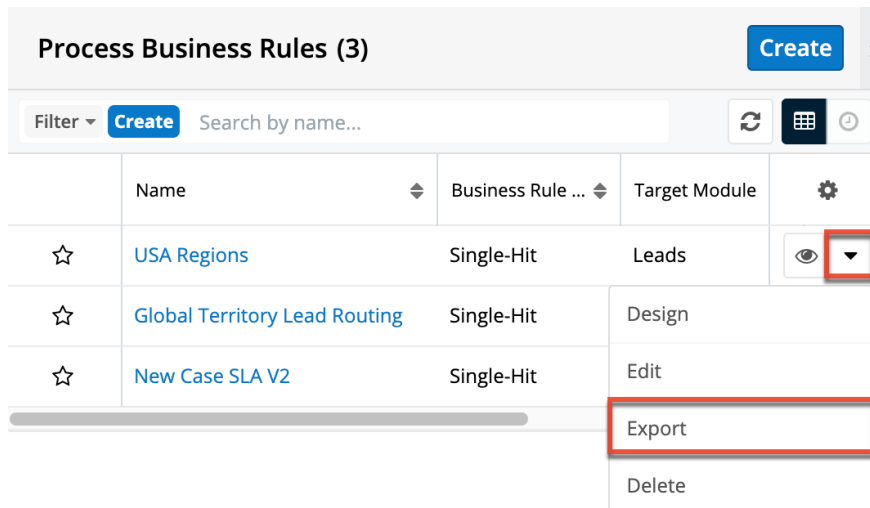 Process Business Rules (3)
Create
Filter Create Search by name...
Name Business Rule ... Target Module
USA Regions Single-Hit Leads
Global Territory Lead Routing Single-Hit
Design
New Case SLA V2 Single-Hit
Edit
Export
Delete